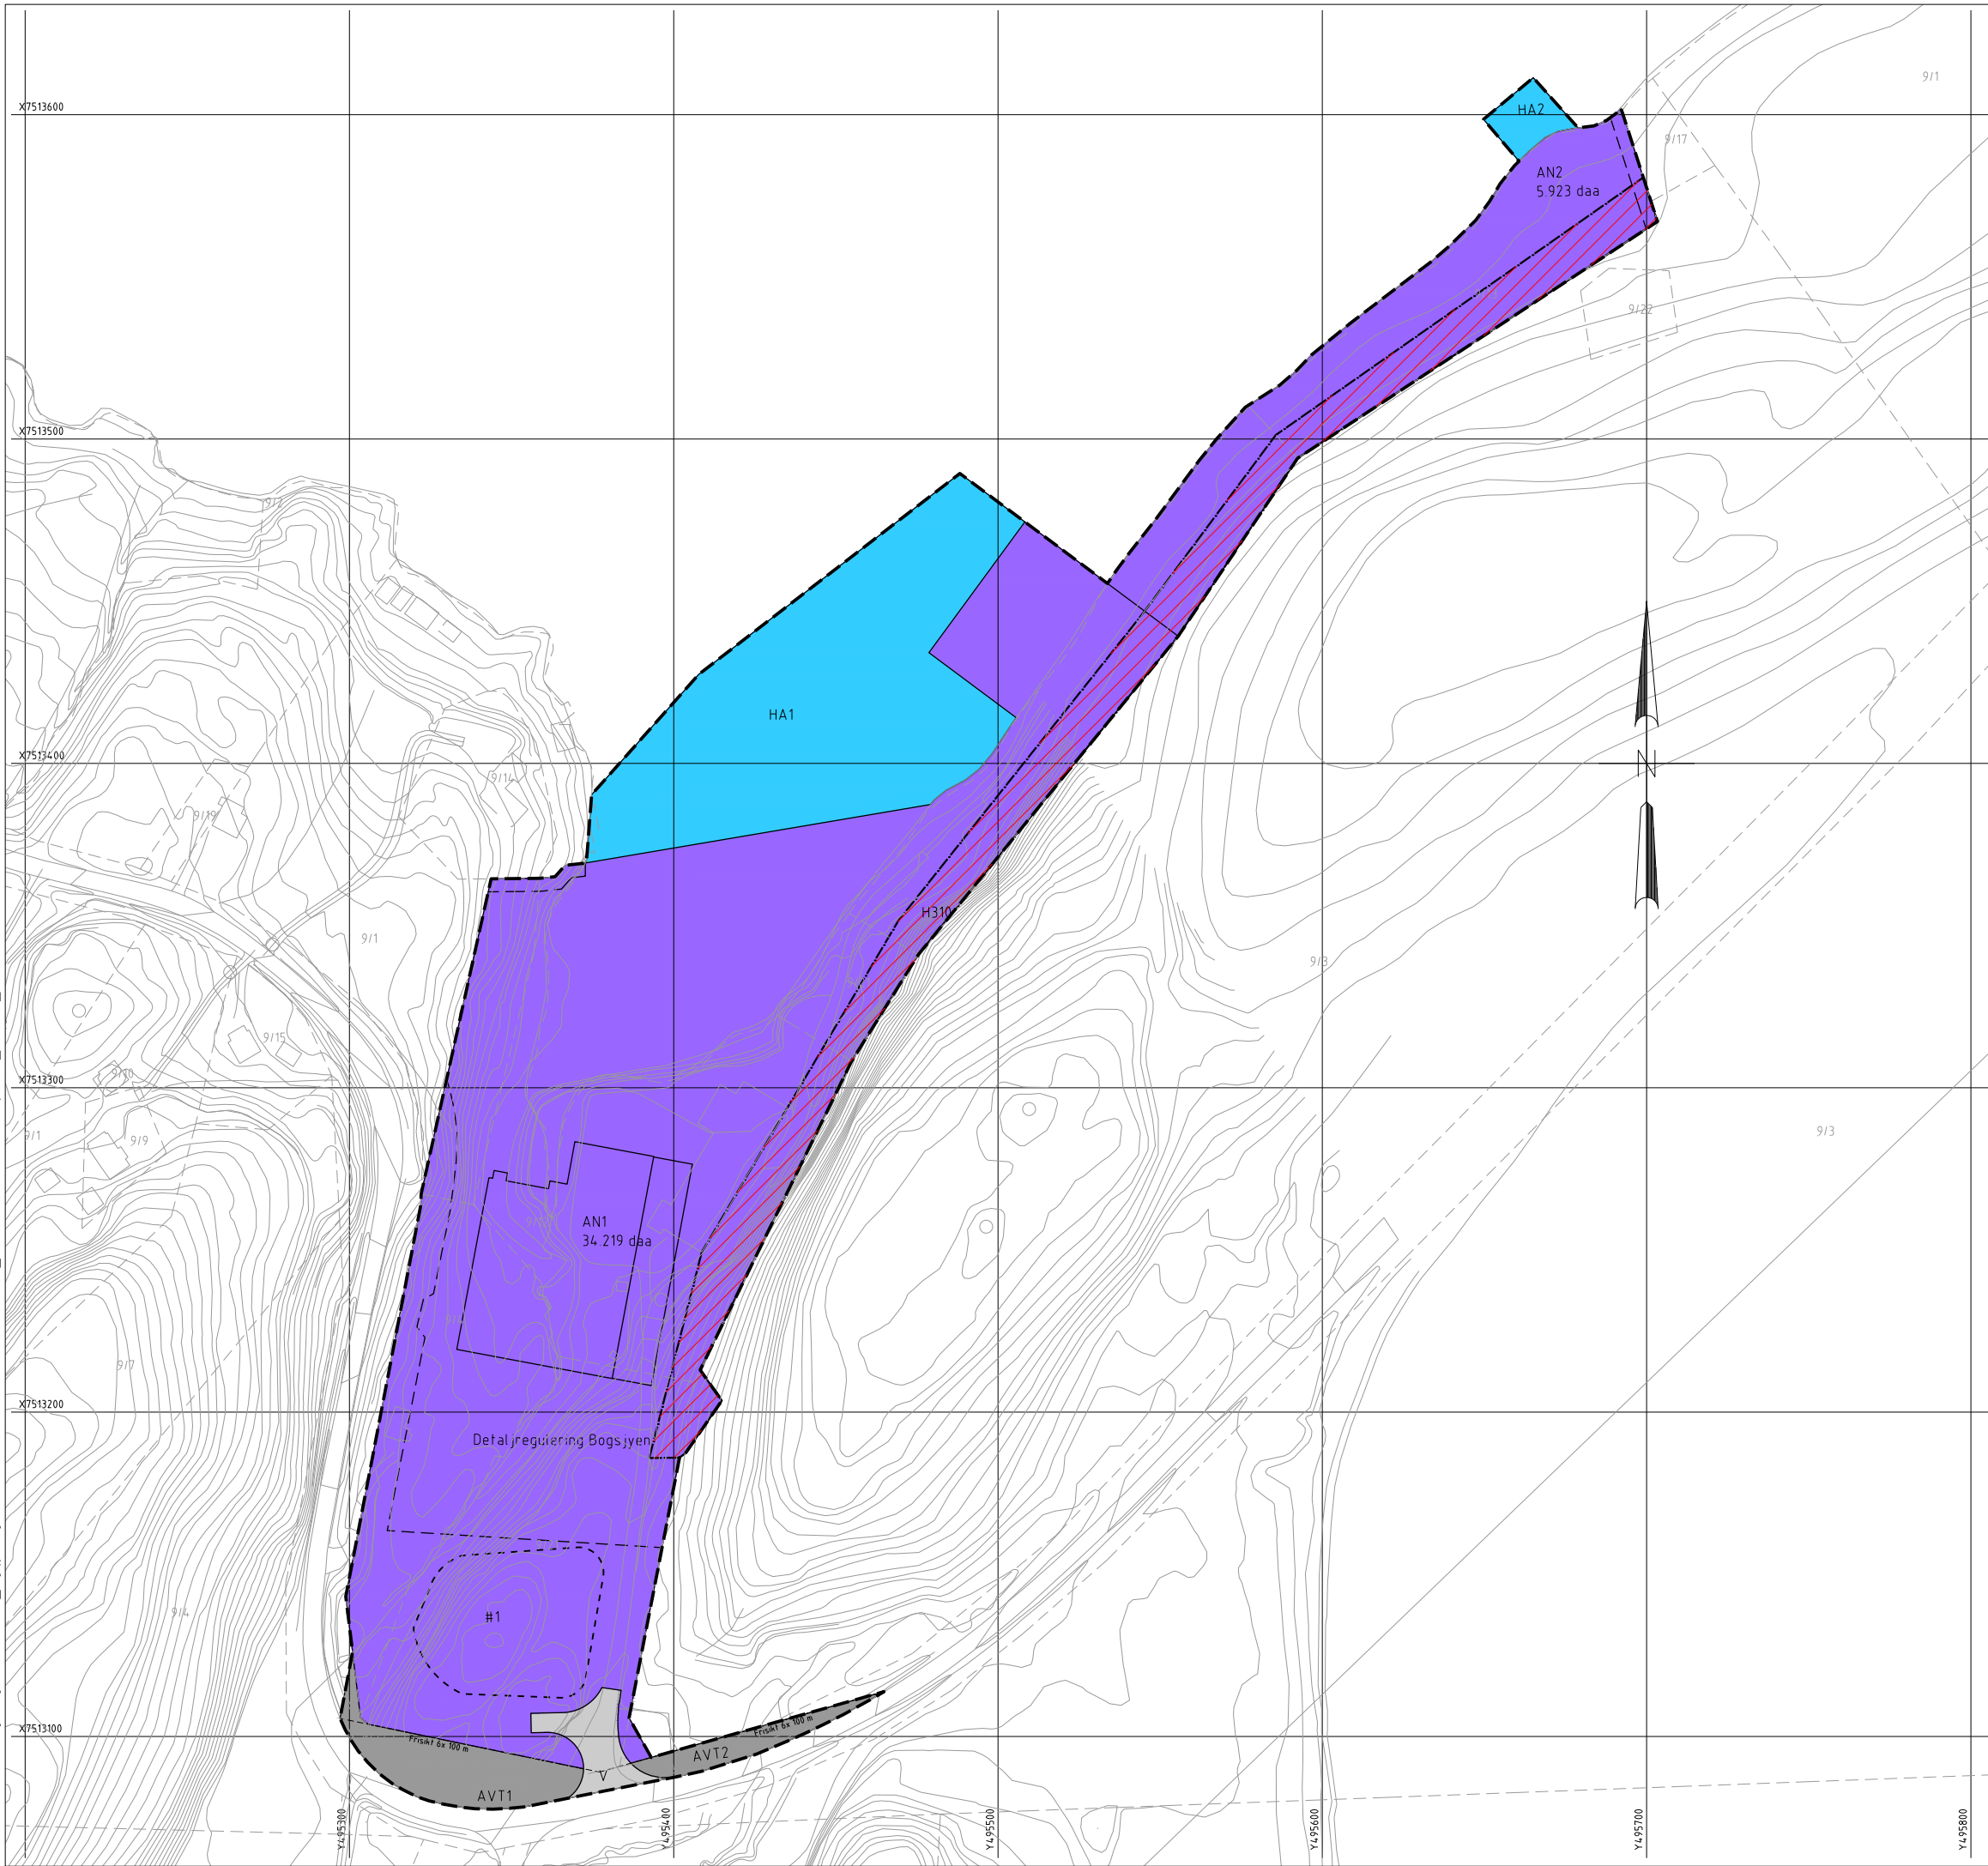 X7513600
HA2
9/1
9/17
AN2
5.923 daa
9/22
X7513500
9/2
HA1
X7513400
N
9/14
9/19
H310
9/1
9/3
9/15
9/10
X7513300
9/1
9/9
9/3
AN1
34.219 daa
9/7
X7513200
Detaljregulering Bogsjyen
9/4
#1
X7513100
Frisikt 6x 100 m
Frisikt 6x 100 m
AVT2
V
AVT1
Y495300
Y495400
Y495500
Y495600
Y495700
Y495800